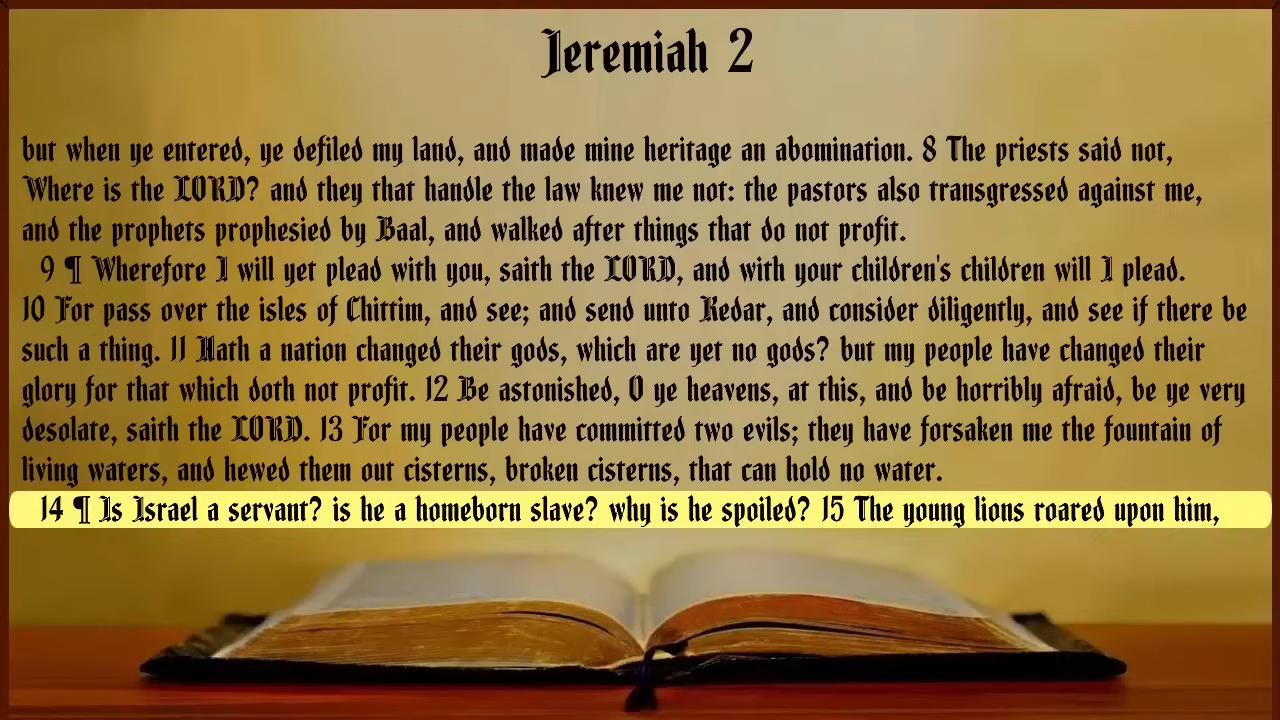 Jeremiah 2
but when ye entered, ye defiled my land, and made mine heritage an abomination. 8 The priests said not,
Where is the LORD? and they that handle the law knew me not: the pastors also transgressed against me,
and the prophets prophesied by Baal, and walked after things that do not profit.
9 ¶ Wherefore I will yet plead with you, saith the LORD, and with your children's children will I plead.
10 For pass over the isles of Chittim, and see; and send unto Kedar, and consider diligently, and see if there be
such a thing. 11 Hath a nation changed their gods, which are yet no gods? but my people have changed their
glory for that which doth not profit. 12 Be astonished, O ye heavens, at this, and be horribly afraid, be ye very
desolate, saith the LORD. 13 For my people have committed two evils; they have forsaken me the fountain of
living waters, and hewed them out cisterns, broken cisterns, that can hold no water.
14 ¶ Is Israel a servant? is he a homeborn slave? why is he spoiled? 15 The young lions roared upon him,